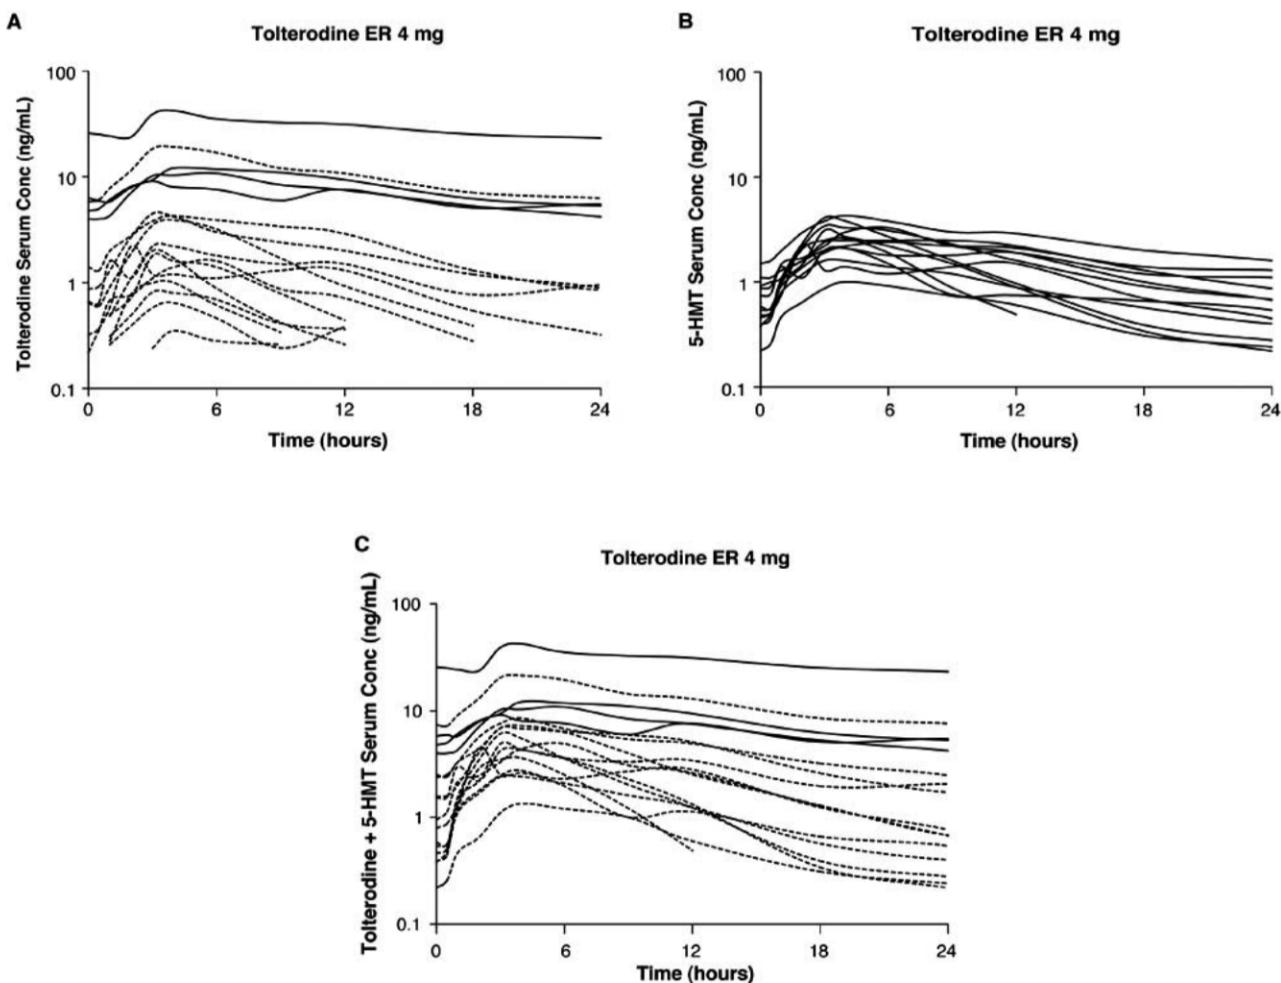 A
Tolterodine ER 4 mg
Tolterodine Serum Conc (ng/mL)
100
10
1
0.1
0 6 12 18 24
Time (hours)
B
Tolterodine ER 4 mg
5-HMT Serum Conc (ng/mL)
100
10
1
0.1
0 6 12 18 24
Time (hours)
C
Tolterodine ER 4 mg
Tolterodine + 5-HMT Serum Conc (ng/mL)
100
10
1
0.1
0 6 12 18 24
Time (hours)